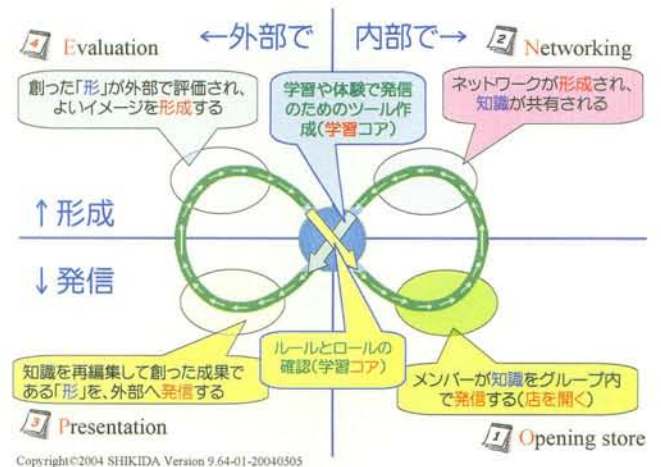 4 Evaluation
←外部で
内部で→
2 Networking
創った「形」が外部で評価され、
よいイメージを形成する
学習や体験で発信
のためのツール作
成(学習コア)
ネットワークが形成され、
知識が共有される
↑形成
↓発信
知識を再編集して創った成果で
ある「形」を、外部へ発信する
ルールとロールの
確認(学習コア)
メンバーが知識をグループ内
で発信する(店を開く)
3 Presentation
1 Opening store
Copyright©2004 SHIKIDA Version 9.64-01-20040505